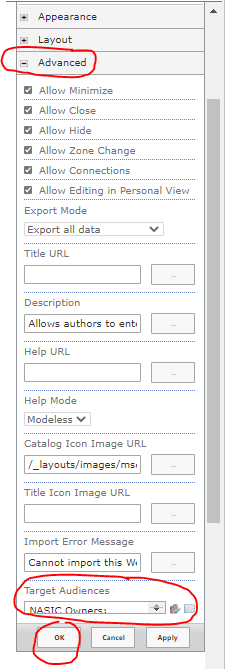 Appearance
Layout
Advanced
Allow Minimize
Allow Close
Allow Hide
Allow Zone Change
Allow Connections
Allow Editing in Personal View
Export Mode
Export all data
Title URL
...
Description
Allows authors to ente
...
Help URL
...
Help Mode
Modeless
Catalog Icon Image URL
/_layouts/images/msc
...
Title Icon Image URL
...
Import Error Message
Cannot import this We
...
Target Audiences
NASIC Owners;
OK Cancel Apply